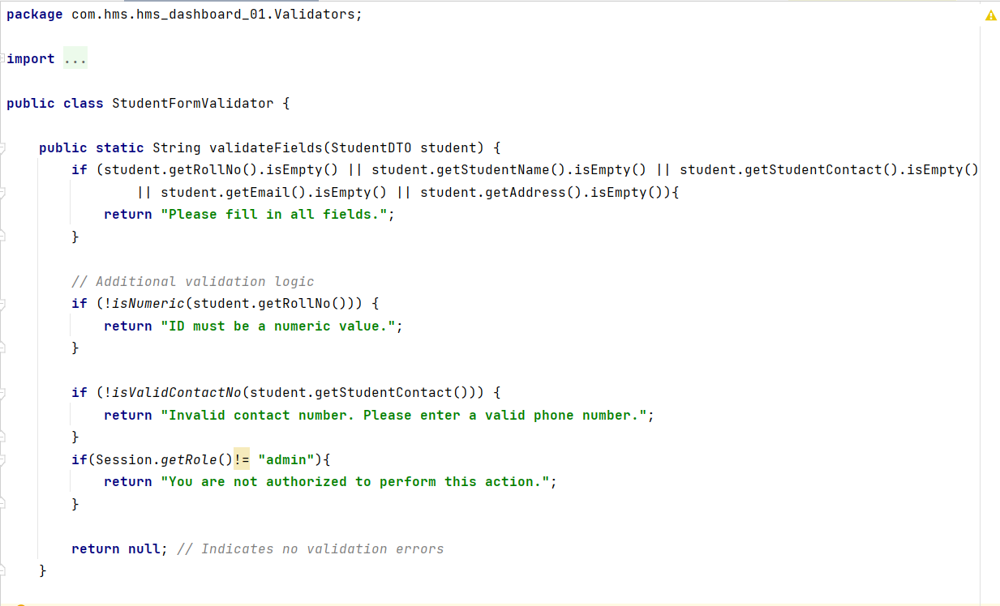 package com.hms.hms_dashboard_01.Validators;
import ...
public class StudentFormValidator {
public static String validateFields(StudentDTO student) {
if (student.getRollNo().isEmpty() || student.getStudentName().isEmpty() || student.getStudentContact().isEmpty()
|| student.getEmail().isEmpty() || student.getAddress().isEmpty()){
return "Please fill in all fields.";
}
// Additional validation logic
if (!isNumeric(student.getRollNo())) {
return "ID must be a numeric value.";
}
if (!isValidContactNo(student.getStudentContact())) {
return "Invalid contact number. Please enter a valid phone number.";
}
if(Session.getRole()!= "admin"){
return "You are not authorized to perform this action.";
}
return null; // Indicates no validation errors
}